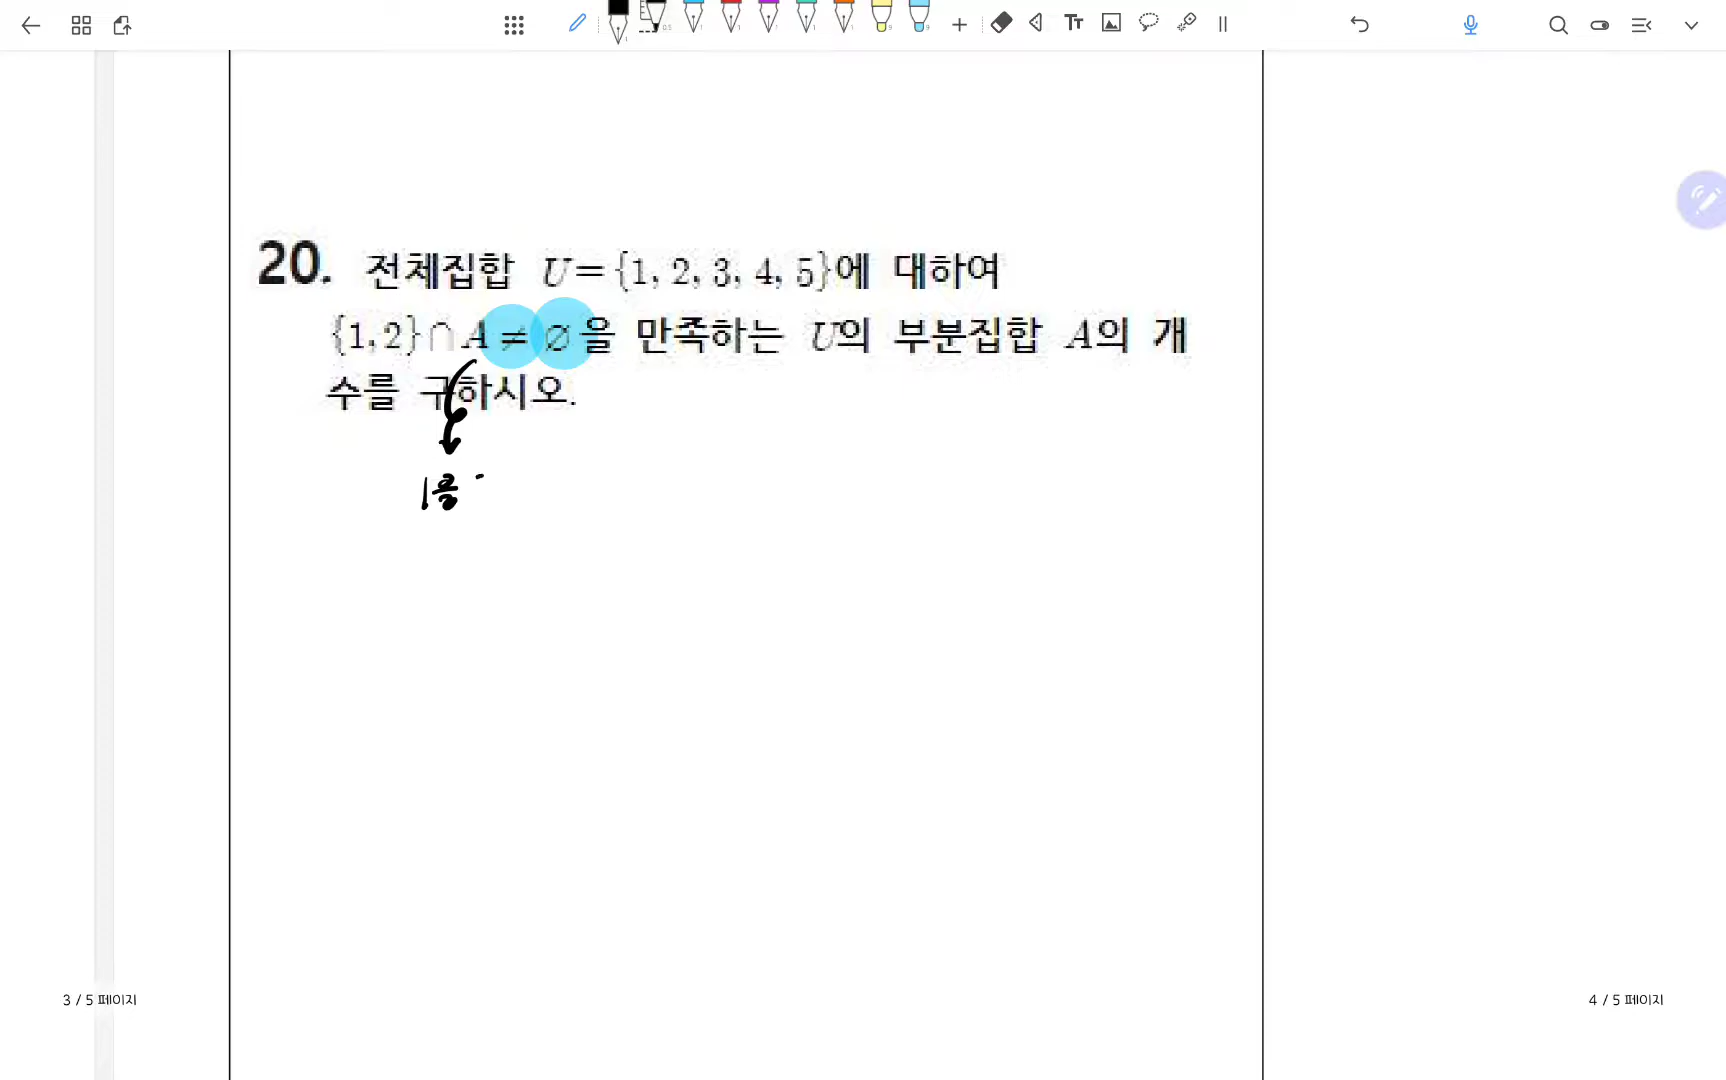 Tт
20. 전체집합 U={1, 2, 3, 4, 5}에 대하여
{1, 2}∩A≠∅을 만족하는 U의 부분집합 A의 개
수를 구하시오.
3 / 5 페이지
4 / 5 페이지